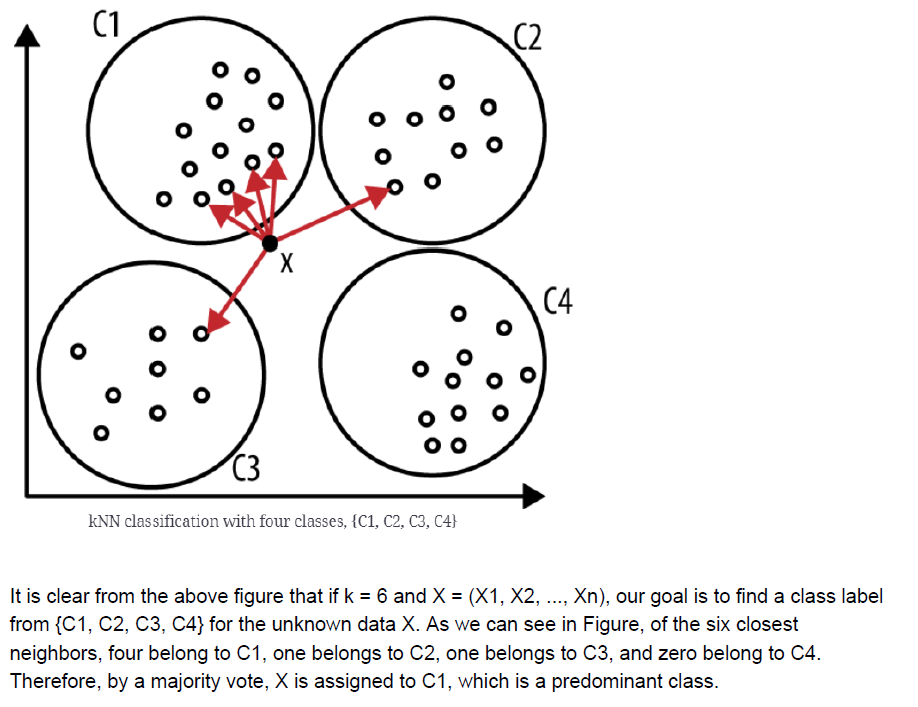 C1
C2
X
C4
C3
kNN classification with four classes, {C1, C2, C3, C4}
It is clear from the above figure that if k = 6 and X = (X1, X2, ..., Xn), our goal is to find a class label
from {C1, C2, C3, C4} for the unknown data X. As we can see in Figure, of the six closest
neighbors, four belong to C1, one belongs to C2, one belongs to C3, and zero belong to C4.
Therefore, by a majority vote, X is assigned to C1, which is a predominant class.